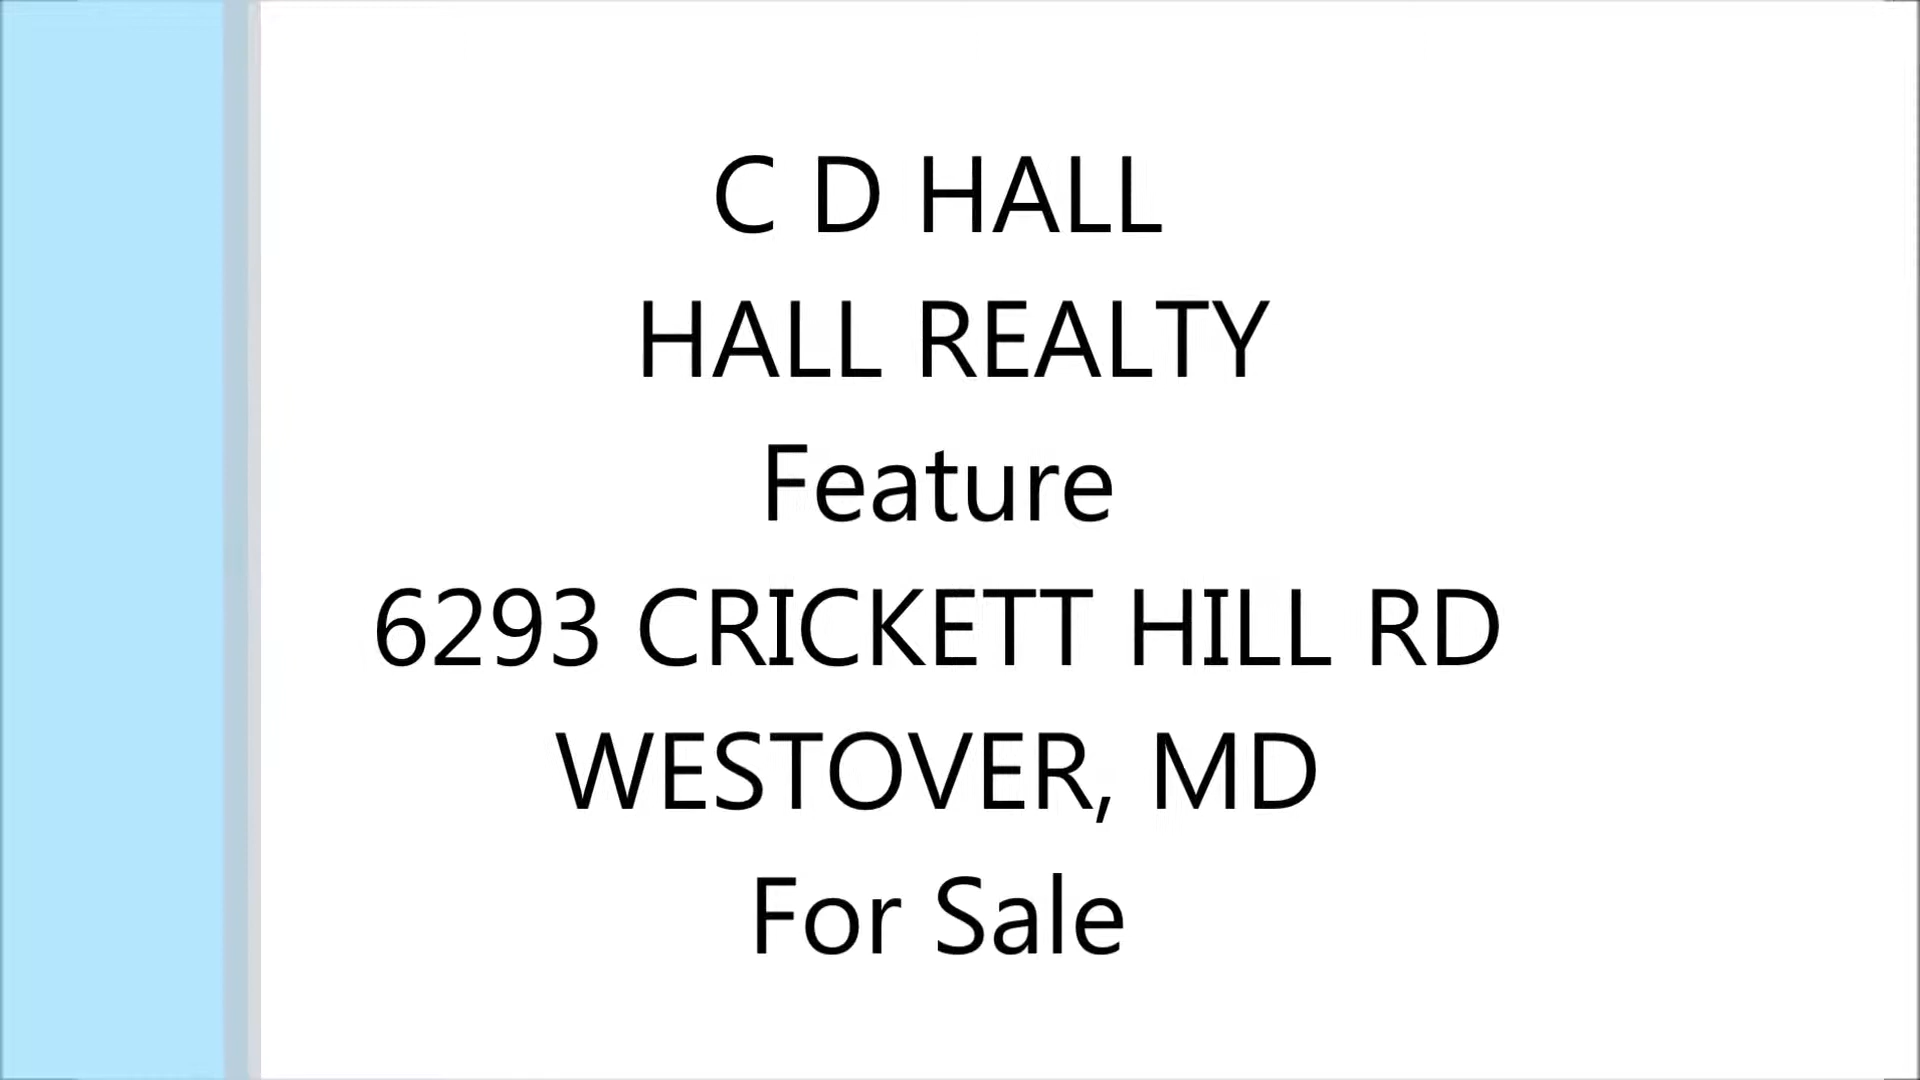 C D HALL
HALL REALTY
Feature
6293 CRICKETT HILL RD
WESTOVER, MD
For Sale